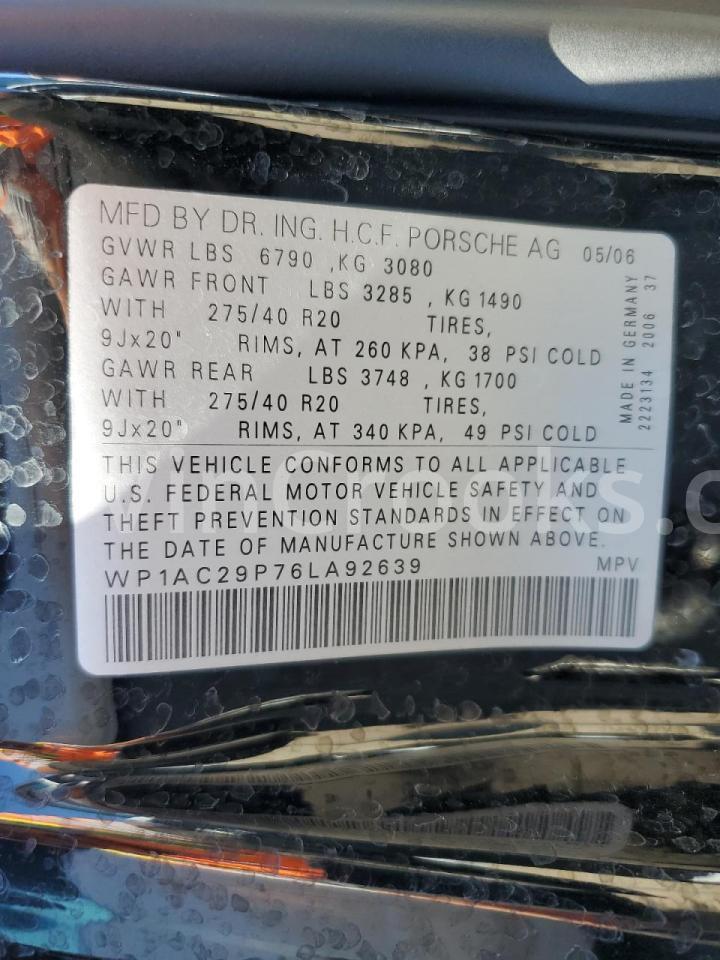 MFD BY DR. ING. H.C.F. PORSCHE AG 05/06
GVWR LBS 6790 ,KG 3080
GAWR FRONT LBS 3285 , KG 1490
WITH 275/40 R20 TIRES,
9Jx20" RIMS, AT 260 KPA, 38 PSI COLD
GAWR REAR LBS 3748 , KG 1700
WITH 275/40 R20 TIRES,
9Jx20" RIMS, AT 340 KPA, 49 PSI COLD
MADE IN GERMANY
2223134 2006 37
THIS VEHICLE CONFORMS TO ALL APPLICABLE
U.S. FEDERAL MOTOR VEHICLE SAFETY AND
THEFT PREVENTION STANDARDS IN EFFECT ON
THE DATE OF MANUFACTURE SHOWN ABOVE.
WP1AC29P76LA92639 MPV